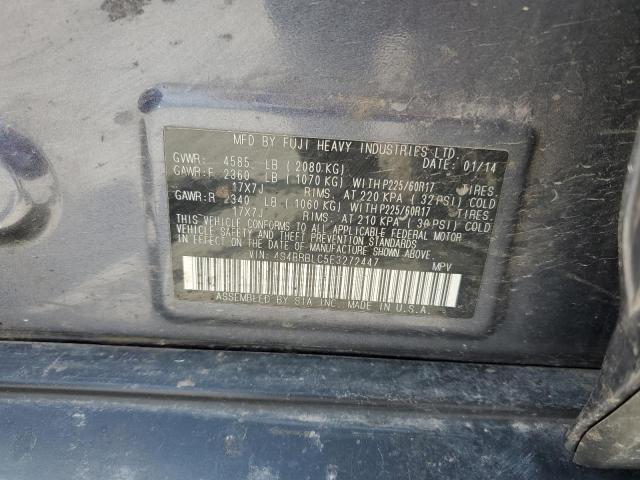 MFD BY FUJI HEAVY INDUSTRIES LTD.
GVWR: 4585 LB (2080 KG) DATE: 01/14
GAWR:F 2360 LB (1070 KG) WITH P225/60R17 TIRES,
17X7J RIMS, AT 220 KPA (32 PSI) COLD
GAWR:R 2340 LB (1060 KG) WITH P225/60R17 TIRES,
17X7J RIMS, AT 210 KPA (30 PSI) COLD
THIS VEHICLE CONFORMS TO ALL APPLICABLE FEDERAL MOTOR
VEHICLE SAFETY, BUMPER, AND THEFT PREVENTION STANDARDS
IN EFFECT ON THE DATE OF MANUFACTURE SHOWN ABOVE.
VIN: 4S4BRBLC5E3272447 MPV
ASSEMBLED BY SIA INC. MADE IN U.S.A.